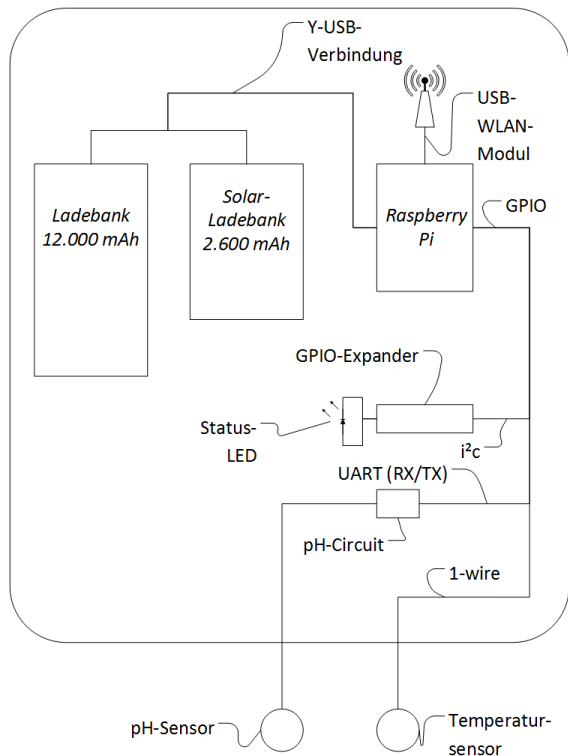 Y-USB-
Verbindung
USB-
WLAN-
Modul
Ladebank
12.000 mAh
Solar-
Ladebank
2.600 mAh
Raspberry
Pi
GPIO
GPIO-Expander
Status-
LED
i²c
UART (RX/TX)
pH-Circuit
1-wire
pH-Sensor
Temperatur-
sensor